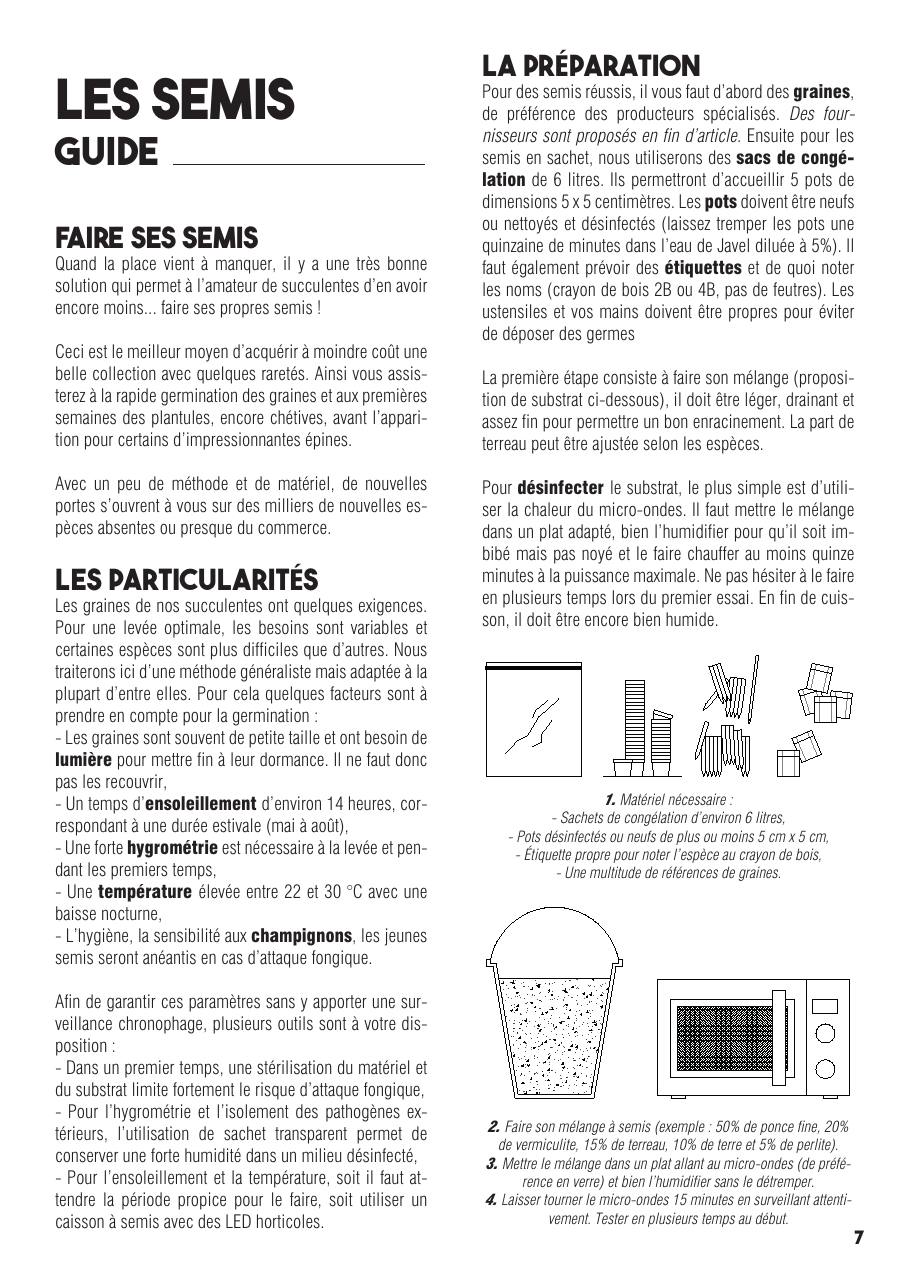 LES SEMIS
GUIDE
FAIRE SES SEMIS
Quand la place vient à manquer, il y a une très bonne
solution qui permet à l'amateur de succulentes d'en avoir
encore moins... faire ses propres semis !
Ceci est le meilleur moyen d'acquérir à moindre coût une
belle collection avec quelques raretés. Ainsi vous assis-
terez à la rapide germination des graines et aux premières
semaines des plantules, encore chétives, avant l'appari-
tion pour certains d'impressionnantes épines.
Avec un peu de méthode et de matériel, de nouvelles
portes s'ouvrent à vous sur des milliers de nouvelles es-
pèces absentes ou presque du commerce.
LES PARTICULARITÉS
Les graines de nos succulentes ont quelques exigences.
Pour une levée optimale, les besoins sont variables et
certaines espèces sont plus difficiles que d'autres. Nous
traiterons ici d'une méthode généraliste mais adaptée à la
plupart d'entre elles. Pour cela quelques facteurs sont à
prendre en compte pour la germination :
- Les graines sont souvent de petite taille et ont besoin de
lumière pour mettre fin à leur dormance. Il ne faut donc
pas les recouvrir,
- Un temps d'ensoleillement d'environ 14 heures, cor-
respondant à une durée estivale (mai à août),
- Une forte hygrométrie est nécessaire à la levée et pen-
dant les premiers temps,
- Une température élevée entre 22 et 30 °C avec une
baisse nocturne,
- L'hygiène, la sensibilité aux champignons, les jeunes
semis seront anéantis en cas d'attaque fongique.
Afin de garantir ces paramètres sans y apporter une sur-
veillance chronophage, plusieurs outils sont à votre dis-
position :
- Dans un premier temps, une stérilisation du matériel et
du substrat limite fortement le risque d'attaque fongique,
- Pour l'hygrométrie et l'isolement des pathogènes ex-
térieurs, l'utilisation de sachet transparent permet de
conserver une forte humidité dans un milieu désinfecté,
- Pour l'ensoleillement et la température, soit il faut at-
tendre la période propice pour le faire, soit utiliser un
caisson à semis avec des LED horticoles.
LA PRÉPARATION
Pour des semis réussis, il vous faut d'abord des graines,
de préférence des producteurs spécialisés. Des four-
nisseurs sont proposés en fin d'article. Ensuite pour les
semis en sachet, nous utiliserons des sacs de congé-
lation de 6 litres. Ils permettront d'accueillir 5 pots de
dimensions 5 x 5 centimètres. Les pots doivent être neufs
ou nettoyés et désinfectés (laissez tremper les pots une
quinzaine de minutes dans l'eau de Javel diluée à 5%). Il
faut également prévoir des étiquettes et de quoi noter
les noms (crayon de bois 2B ou 4B, pas de feutres). Les
ustensiles et vos mains doivent être propres pour éviter
de déposer des germes
La première étape consiste à faire son mélange (proposi-
tion de substrat ci-dessous), il doit être léger, drainant et
assez fin pour permettre un bon enracinement. La part de
terreau peut être ajustée selon les espèces.
Pour désinfecter le substrat, le plus simple est d'utili-
ser la chaleur du micro-ondes. Il faut mettre le mélange
dans un plat adapté, bien l'humidifier pour qu'il soit im-
bibé mais pas noyé et le faire chauffer au moins quinze
minutes à la puissance maximale. Ne pas hésiter à le faire
en plusieurs temps lors du premier essai. En fin de cuis-
son, il doit être encore bien humide.
1. Matériel nécessaire :
- Sachets de congélation d'environ 6 litres,
- Pots désinfectés ou neufs de plus ou moins 5 cm x 5 cm,
- Étiquette propre pour noter l'espèce au crayon de bois,
- Une multitude de références de graines.
2. Faire son mélange à semis (exemple : 50% de ponce fine, 20%
de vermiculite, 15% de terreau, 10% de terre et 5% de perlite).
3. Mettre le mélange dans un plat allant au micro-ondes (de préfé-
rence en verre) et bien l'humidifier sans le détremper.
4. Laisser tourner le micro-ondes 15 minutes en surveillant attenti-
vement. Tester en plusieurs temps au début.
7